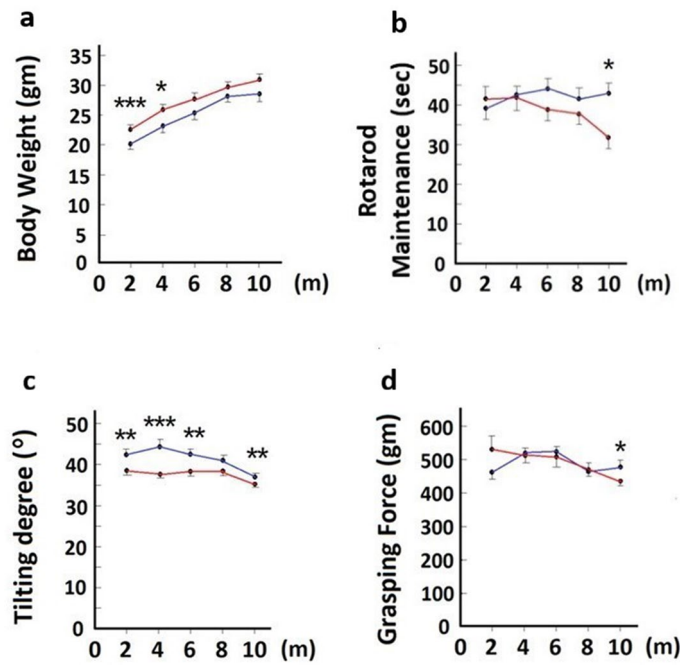 a
Body Weight (gm)
35
30
25
20
15
10
5
0
***
*
0 2 4 6 8 10 (m)
b
Rotarod
Maintenance (sec)
50
40
30
20
10
0
*
0 2 4 6 8 10 (m)
c
Tilting degree (º)
50
40
30
20
10
0
**
***
**
**
0 2 4 6 8 10 (m)
d
Grasping Force (gm)
600
500
400
300
200
100
0
*
0 2 4 6 8 10 (m)